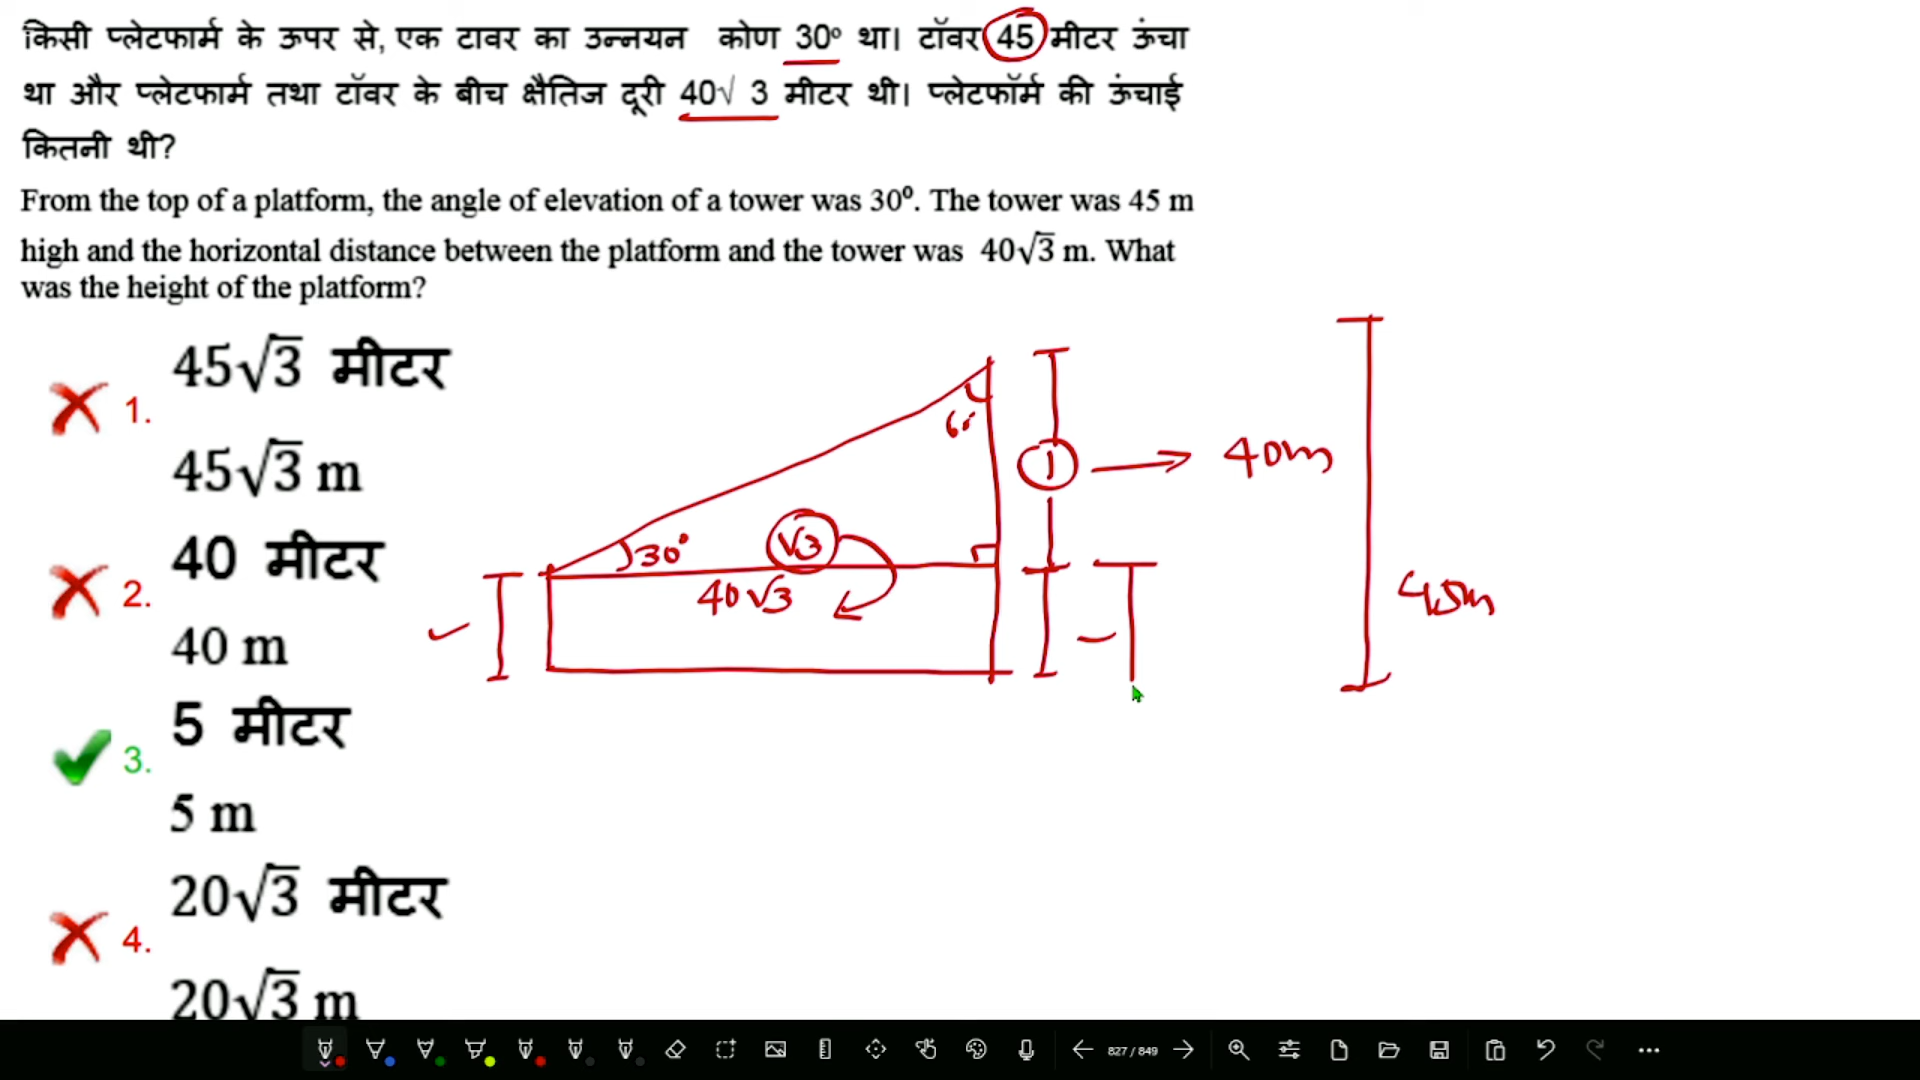 किसी प्लेटफार्म के ऊपर से, एक टावर का उन्नयन कोण 30º था। टॉवर 45 मीटर ऊंचा
था और प्लेटफार्म तथा टॉवर के बीच क्षैतिज दूरी 40√ 3 मीटर थी। प्लेटफॉर्म की ऊंचाई
कितनी थी?
From the top of a platform, the angle of elevation of a tower was 30⁰. The tower was 45 m
high and the horizontal distance between the platform and the tower was 40√3 m. What
was the height of the platform?
1. 45√3 मीटर
45√3 m
2. 40 मीटर
40 m
3. 5 मीटर
5 m
4. 20√3 मीटर
20√3 m
60°
30°
√3
40√3
1
40m
45m
827 / 849